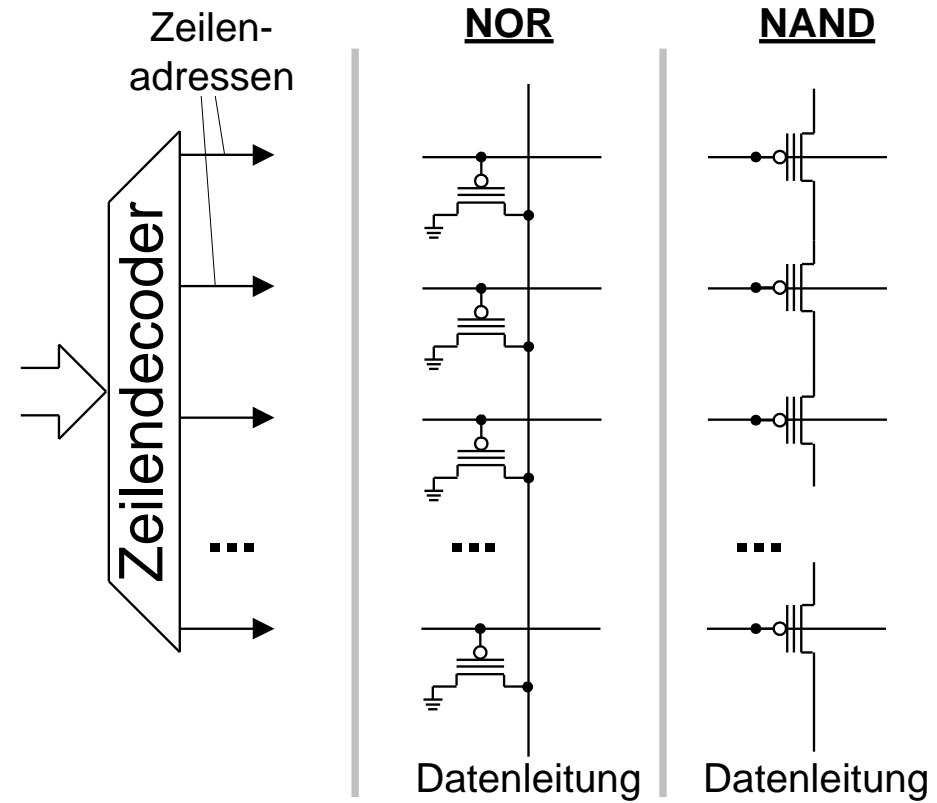 Zeilen-
adressen
NOR
NAND
Zeilendecoder
Datenleitung
Datenleitung